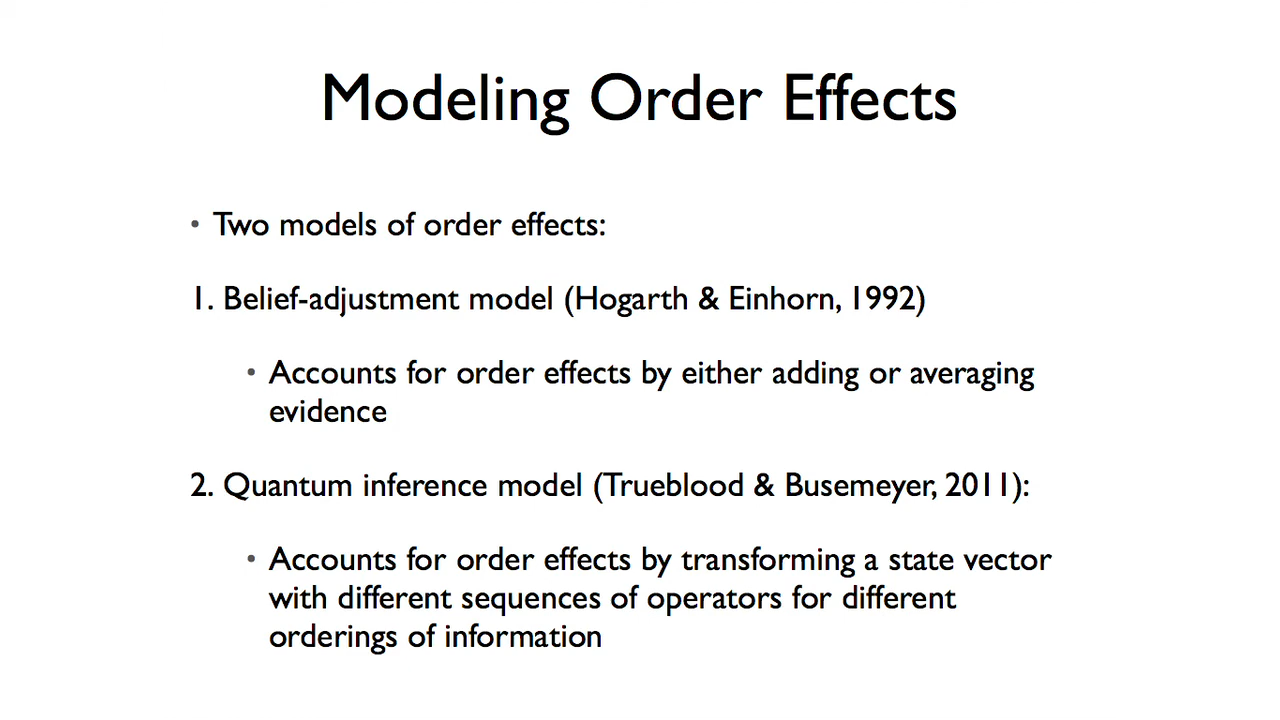 Modeling Order Effects
• Two models of order effects:
1. Belief-adjustment model (Hogarth & Einhorn, 1992)
• Accounts for order effects by either adding or averaging
evidence
2. Quantum inference model (Trueblood & Busemeyer, 2011):
• Accounts for order effects by transforming a state vector
with different sequences of operators for different
orderings of information